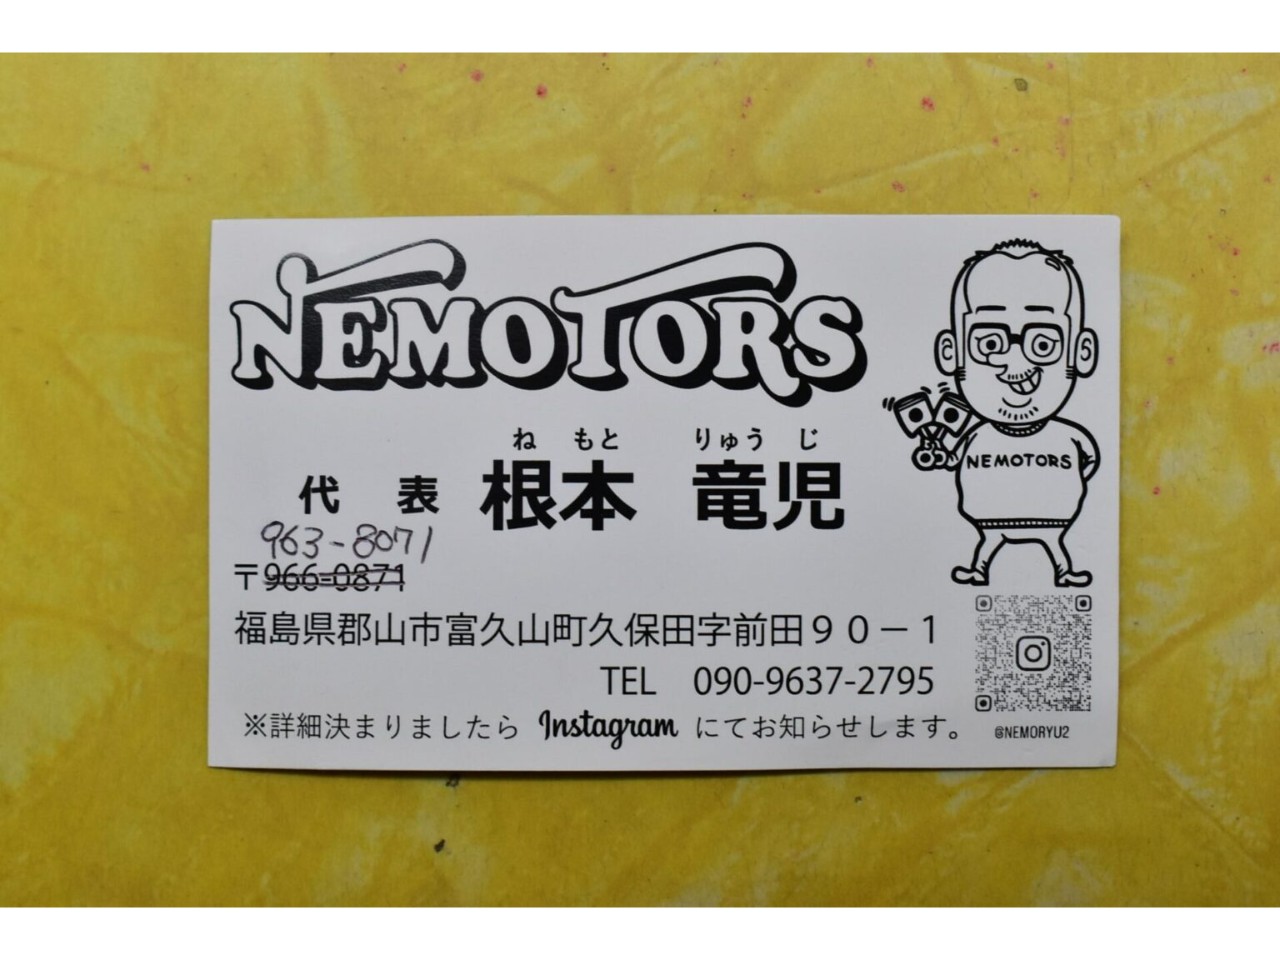 NEMOTORS
ねもと りゅうじ
代表 根本 竜児
NEMOTORS
963-8071
〒966-0871
福島県郡山市富久山町久保田字前田９０－１
TEL 090-9637-2795
※詳細決まりましたら Instagram にてお知らせします。
@NEMORYU2